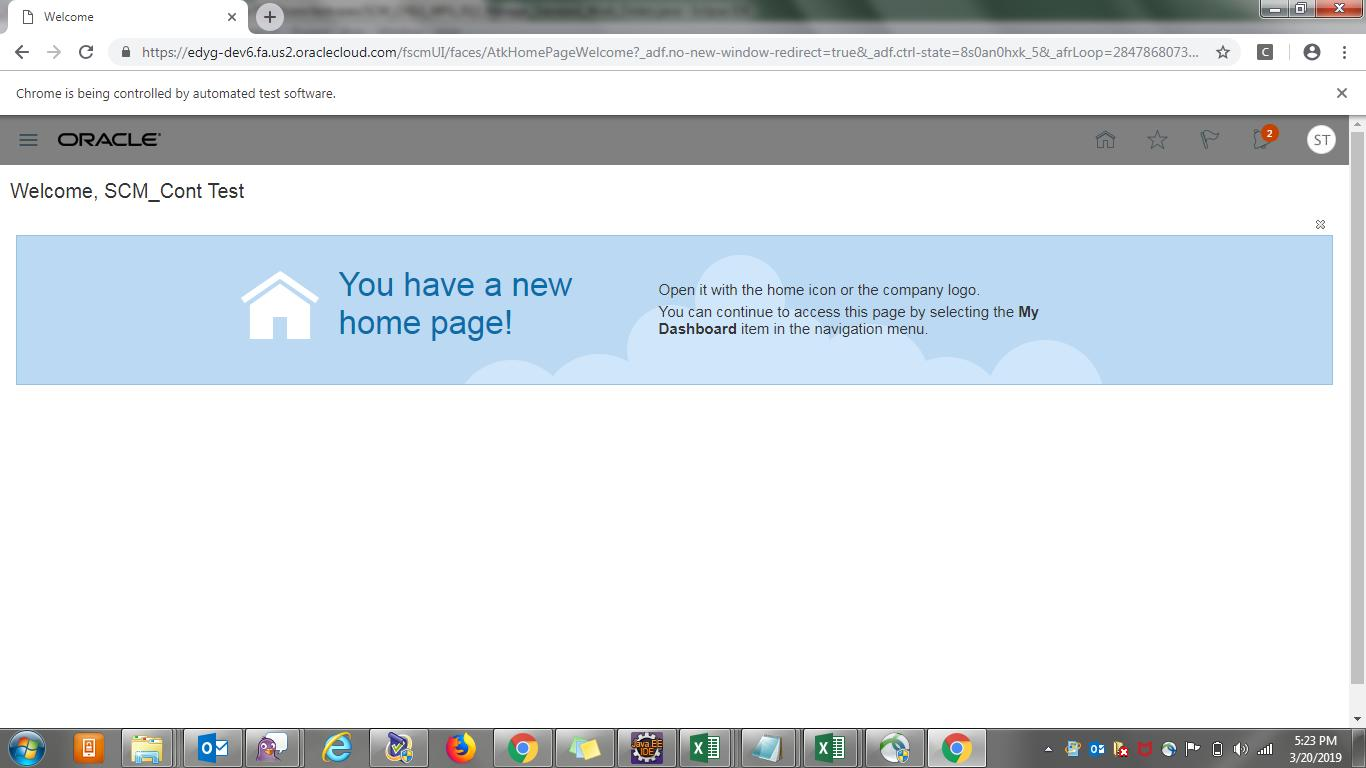 Welcome
https://edyg-dev6.fa.us2.oraclecloud.com/fscmUI/faces/AtkHomePageWelcome?_adf.no-new-window-redirect=true&_adf.ctrl-state=8s0an0hxk_5&_afrLoop=2847868073...
C
Chrome is being controlled by automated test software.
ORACLE
2
ST
Welcome, SCM_Cont Test
You have a new
home page!
Open it with the home icon or the company logo.
You can continue to access this page by selecting the My
Dashboard item in the navigation menu.
Java EE
IDE
5:23 PM
3/20/2019